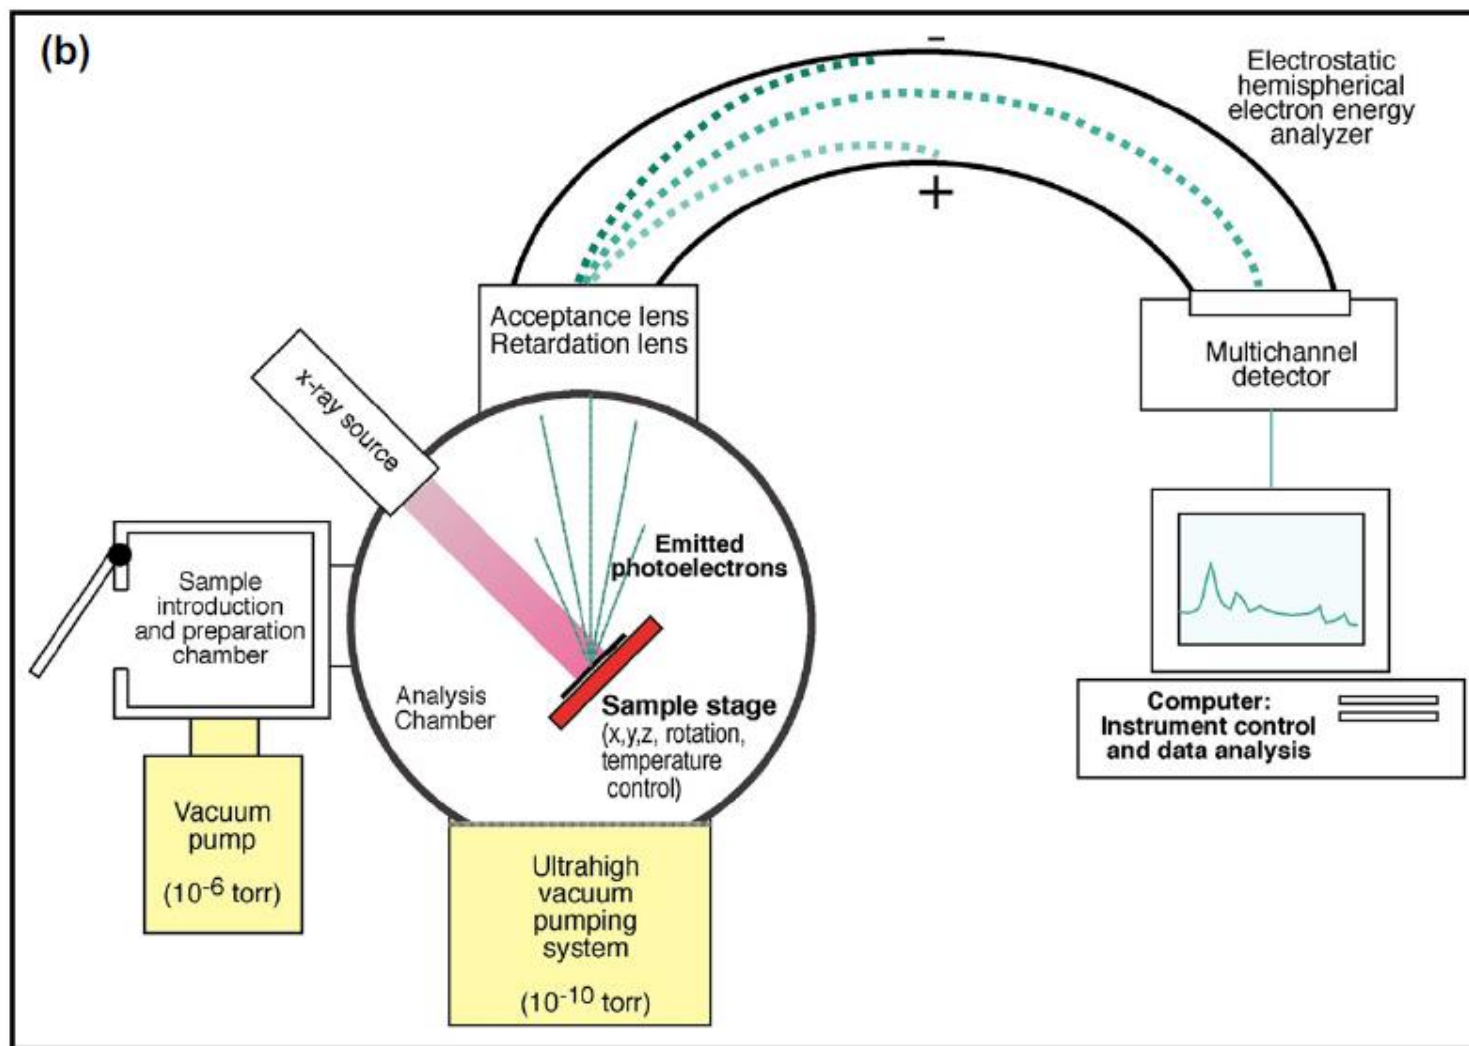 (b)
-
+
Electrostatic
hemispherical
electron energy
analyzer
Acceptance lens
Retardation lens
Multichannel
detector
x-ray source
Emitted
photoelectrons
Sample
introduction
and preparation
chamber
Analysis
Chamber
Sample stage
(x,y,z, rotation,
temperature
control)
Computer:
Instrument control
and data analysis
Vacuum
pump
(10-6 torr)
Ultrahigh
vacuum
pumping
system
(10-10 torr)